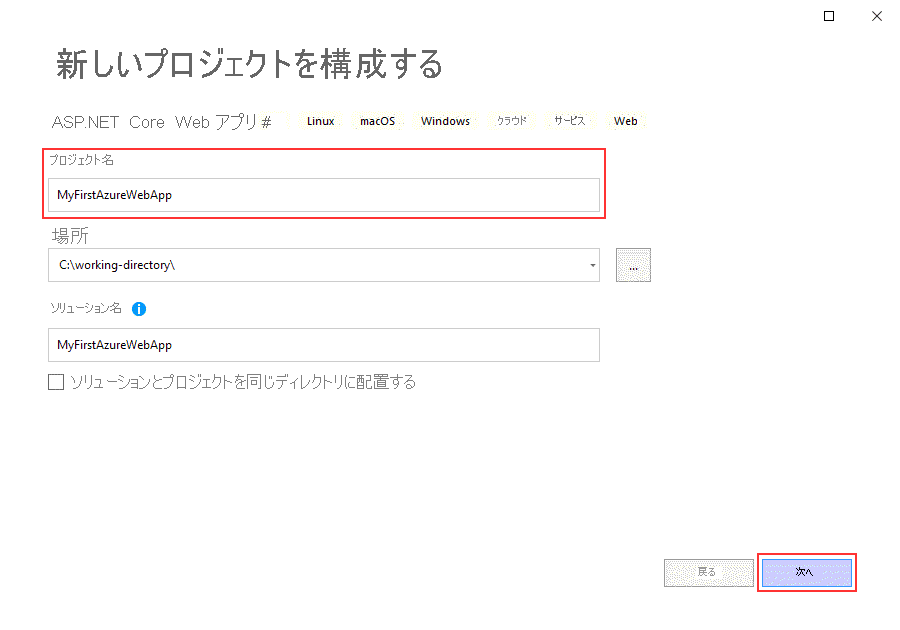 新しいプロジェクトを構成する
ASP.NET Core Web アプリ # Linux macOS Windows クラウド サービス Web
プロジェクト名
MyFirstAzureWebApp
場所
C:\working-directory\
...
ソリューション名
MyFirstAzureWebApp
ソリューションとプロジェクトを同じディレクトリに配置する
戻る 次へ